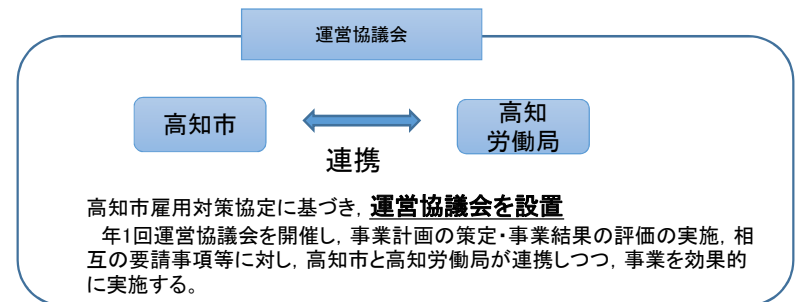 運営協議会
高知市
高知
労働局
連携
高知市雇用対策協定に基づき，運営協議会を設置
年1回運営協議会を開催し，事業計画の策定・事業結果の評価の実施，相
互の要請事項等に対し，高知市と高知労働局が連携しつつ，事業を効果的
に実施する。